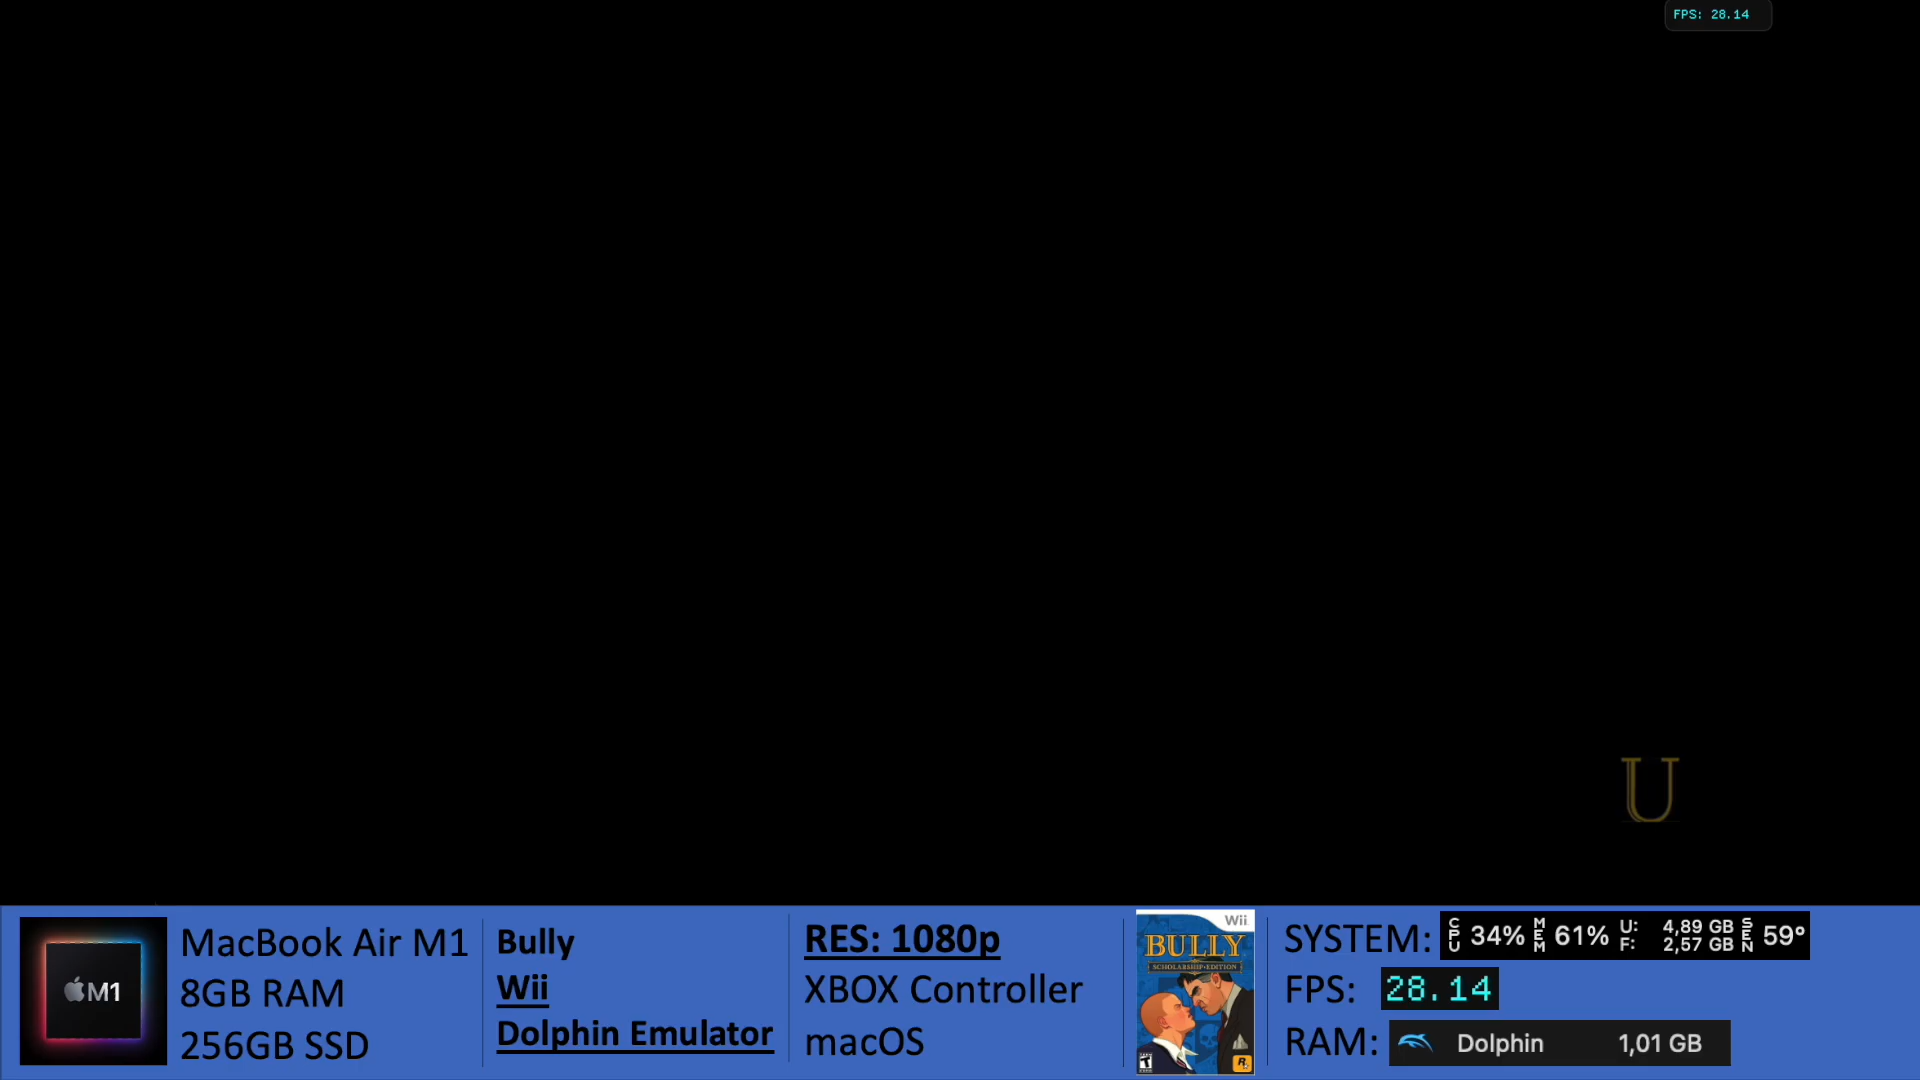 FPS: 28.14
U
M1
MacBook Air M1
8GB RAM
256GB SSD
Bully
Wii
Dolphin Emulator
RES: 1080p
XBOX Controller
macOS
Wii
BULLY
SCHOLARSHIP·EDITION
T
R
SYSTEM: CPU 34% MEM 61% U: 4,89 GB F: 2,57 GB SEN 59°
FPS: 28.14
RAM: Dolphin 1,01 GB